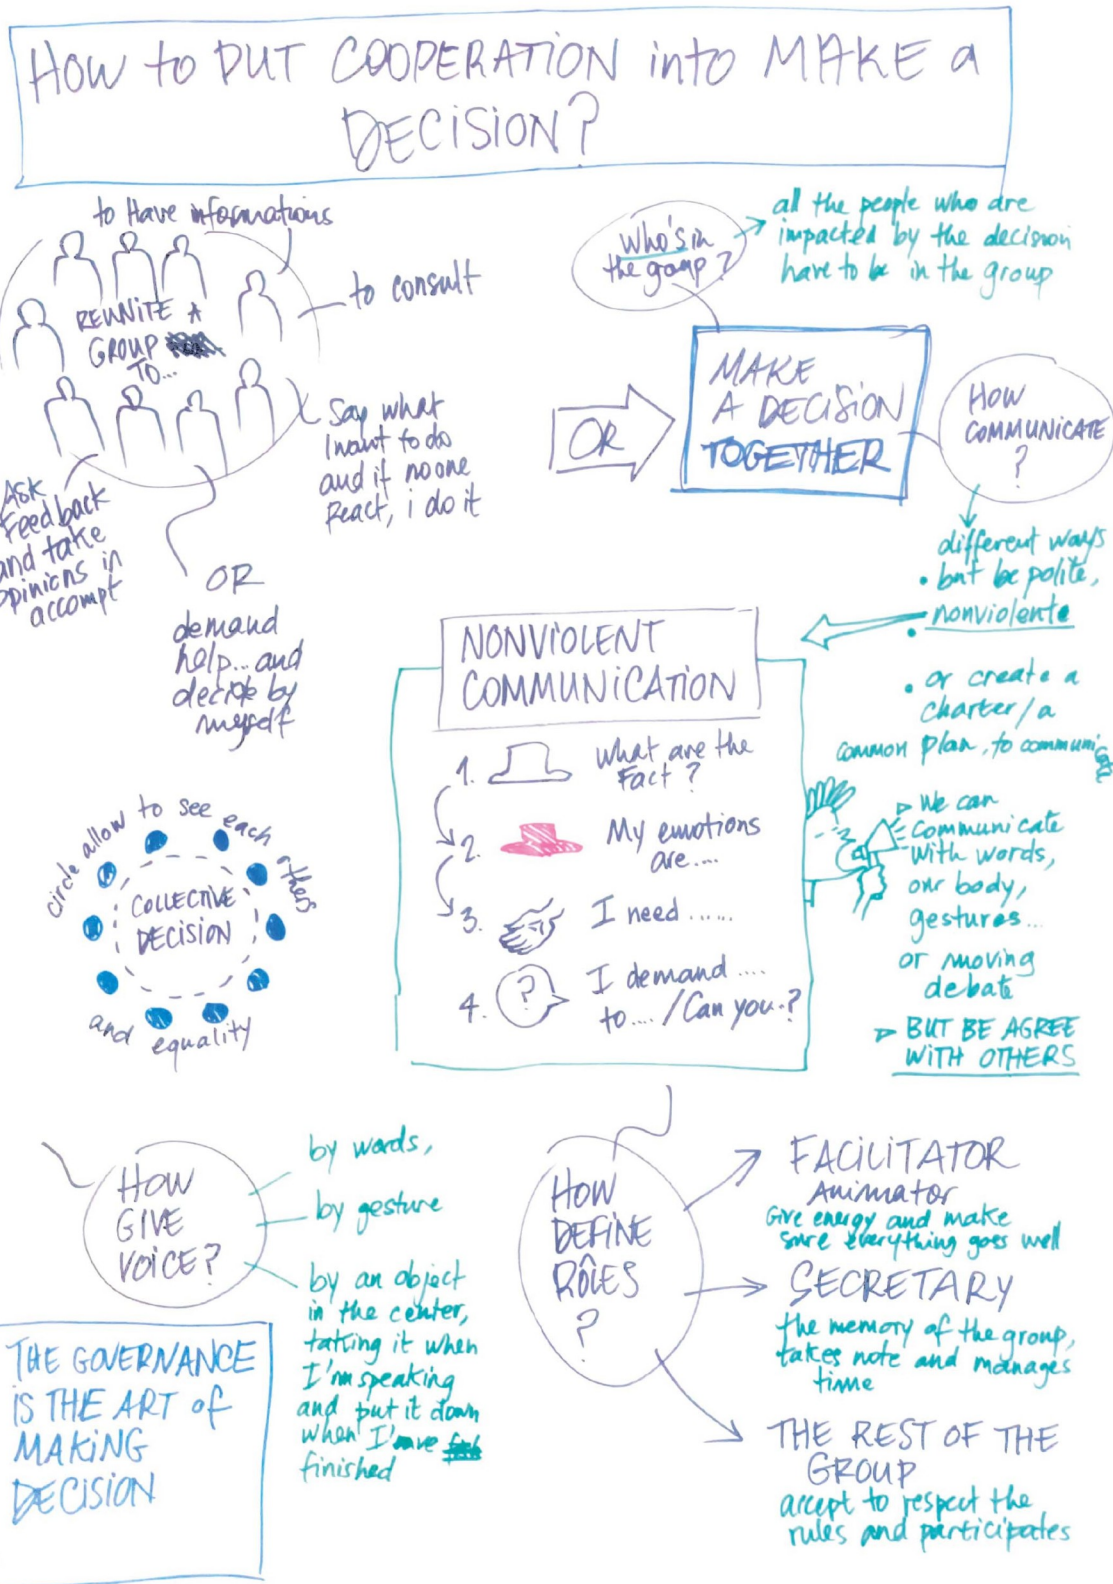 HOW to PUT COOPERATION into MAKE a
DECISION?
to Have informations
REUNITE A
GROUP
TO...
to consult
Say what
I want to do
and if no one
React, i do it
Ask
Feedback
and take
opinions in
accompt
OR
demand
help... and
decide by
myself
who's in
the group?
all the people who are
impacted by the decision
have to be in the group
OR
MAKE
A DECISION
TOGETHER
HOW
COMMUNICATE
?
different ways
• but be polite,
• nonviolente
• or create a
charter/a
common plan, to communicate
NONVIOLENT
COMMUNICATION
1. What are the
Fact?
2. My emotions
are....
3. I need ......
4. ? I demand ....
to.... /Can you..?
We can
communicate
with words,
our body,
gestures...
or moving
debate
BUT BE AGREE
WITH OTHERS
circle allow to see each others
COLLECTIVE
DECISION
and equality
HOW
GIVE
VOICE?
by words,
by gesture
by an object
in the center,
taking it when
I'm speaking
and put it down
when I've
finished
THE GOVERNANCE
IS THE ART of
MAKING
DECISION
HOW
DEFINE
RÔLES
?
FACILITATOR
Animator
Give energy and make
sure everything goes well
SECRETARY
the memory of the group,
takes note and manages
time
THE REST OF THE
GROUP
accept to respect the
rules and participates